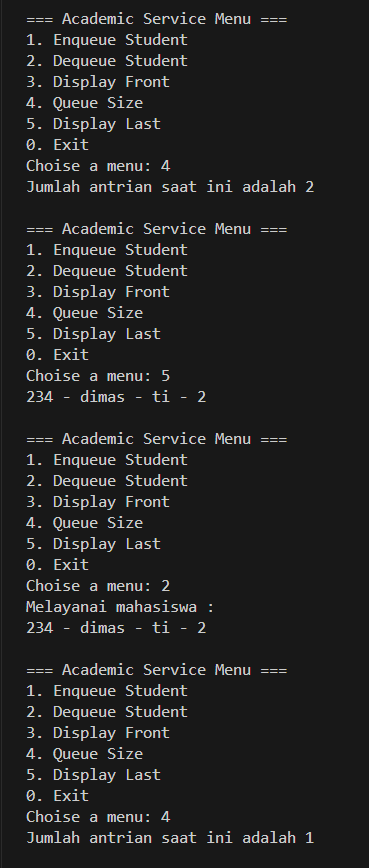 === Academic Service Menu ===
1. Enqueue Student
2. Dequeue Student
3. Display Front
4. Queue Size
5. Display Last
0. Exit
Choise a menu: 4
Jumlah antrian saat ini adalah 2
=== Academic Service Menu ===
1. Enqueue Student
2. Dequeue Student
3. Display Front
4. Queue Size
5. Display Last
0. Exit
Choise a menu: 5
234 - dimas - ti - 2
=== Academic Service Menu ===
1. Enqueue Student
2. Dequeue Student
3. Display Front
4. Queue Size
5. Display Last
0. Exit
Choise a menu: 2
Melayanai mahasiswa :
234 - dimas - ti - 2
=== Academic Service Menu ===
1. Enqueue Student
2. Dequeue Student
3. Display Front
4. Queue Size
5. Display Last
0. Exit
Choise a menu: 4
Jumlah antrian saat ini adalah 1